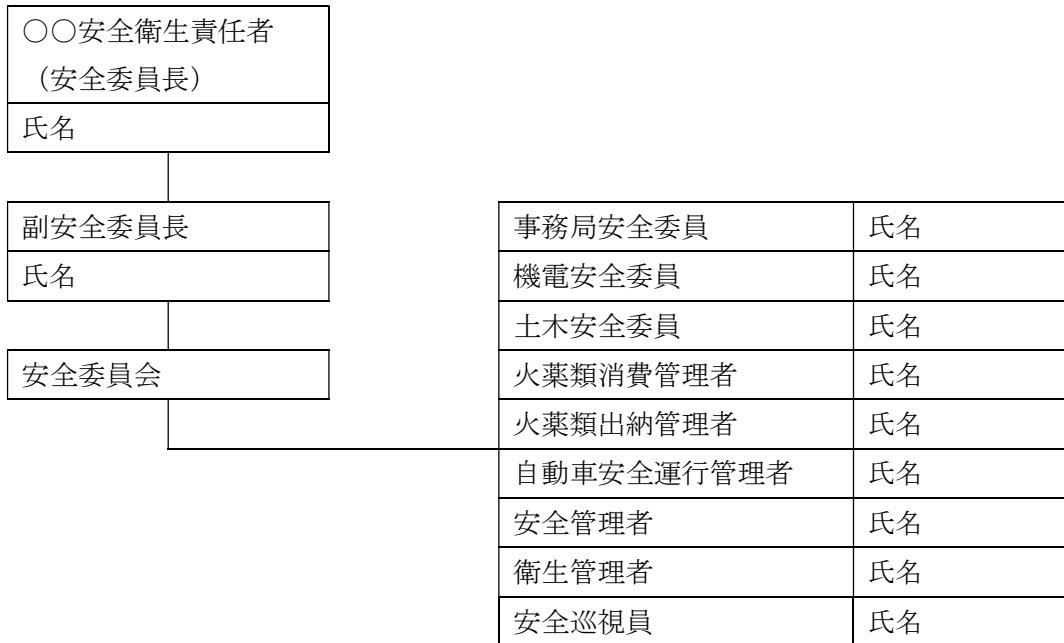 ○○安全衛生責任者
（安全委員長）
氏名
副安全委員長
氏名
安全委員会
事務局安全委員 氏名
機電安全委員 氏名
土木安全委員 氏名
火薬類消費管理者 氏名
火薬類出納管理者 氏名
自動車安全運行管理者 氏名
安全管理者 氏名
衛生管理者 氏名
安全巡視員 氏名